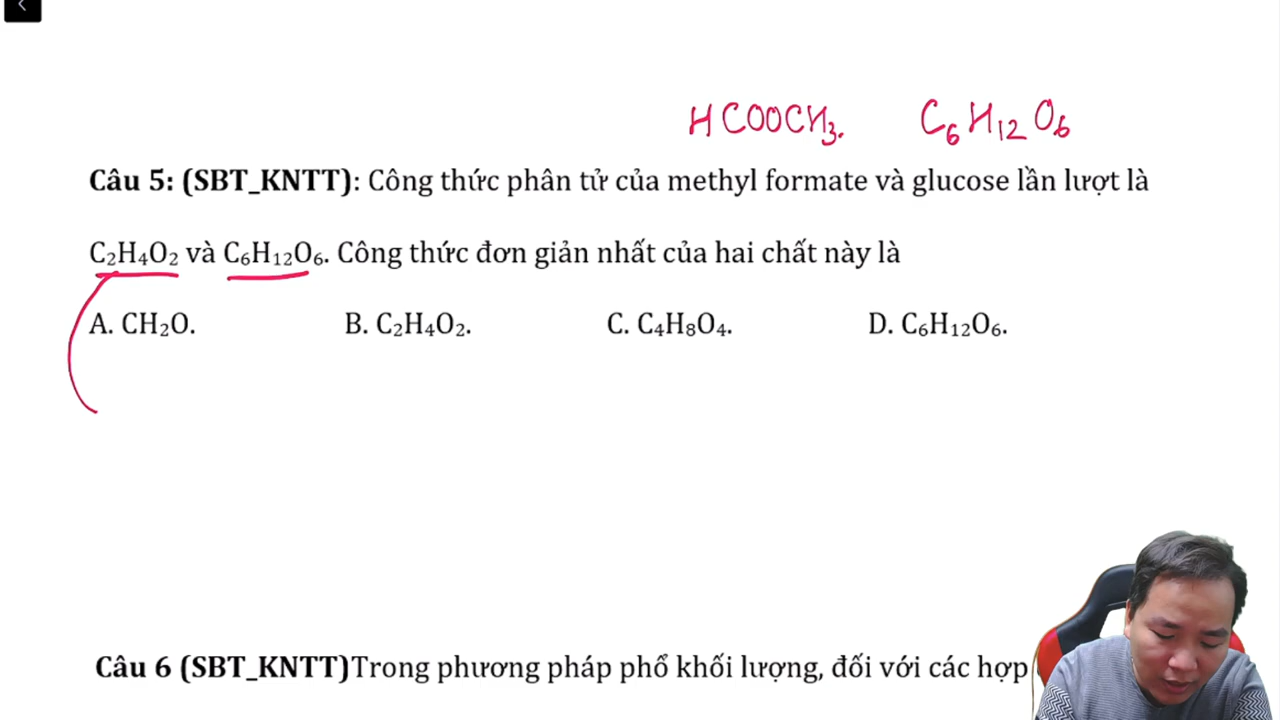 HCOOCH₃. C₆H₁₂O₆
Câu 5: (SBT_KNTT): Công thức phân tử của methyl formate và glucose lần lượt là
C₂H₄O₂ và C₆H₁₂O₆. Công thức đơn giản nhất của hai chất này là
A. CH₂O. B. C₂H₄O₂. C. C₄H₈O₄. D. C₆H₁₂O₆.
Câu 6 (SBT_KNTT)Trong phương pháp phổ khối lượng, đối với các hợp